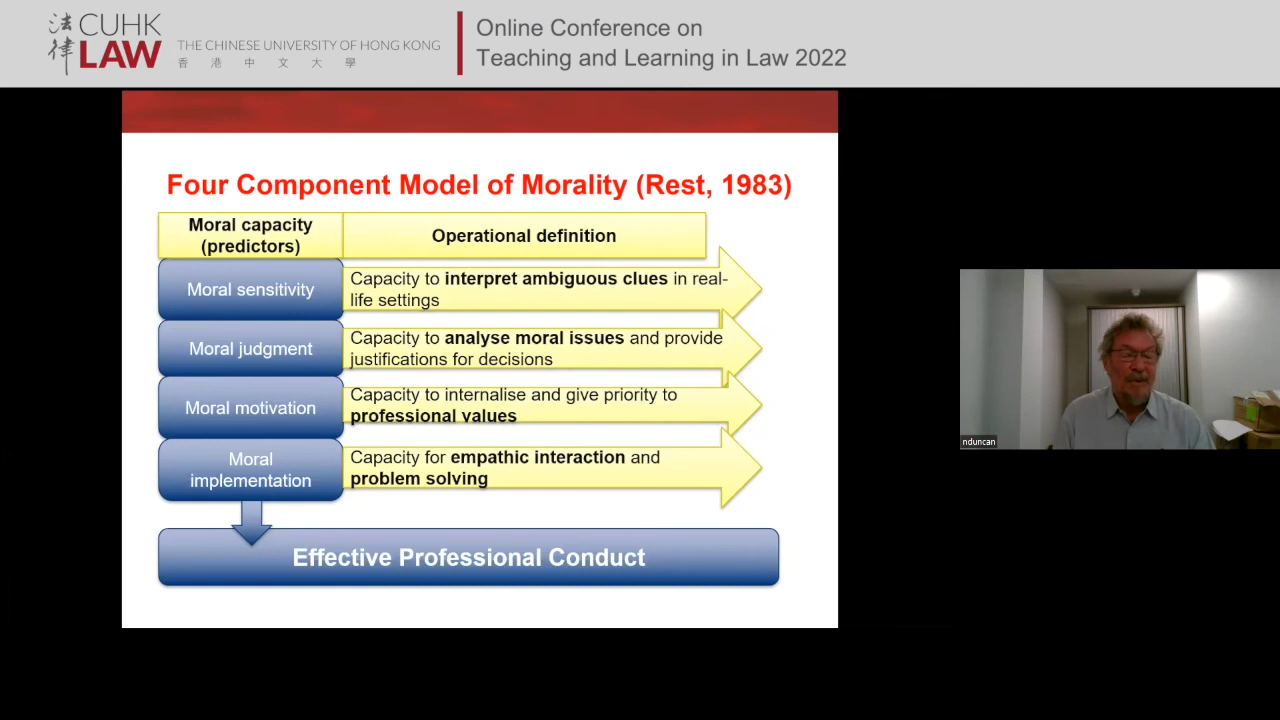 法律
CUHK
LAW
THE CHINESE UNIVERSITY OF HONG KONG
香港中文大學
Online Conference on
Teaching and Learning in Law 2022
Four Component Model of Morality (Rest, 1983)
Moral capacity
(predictors)
Operational definition
Moral sensitivity
Capacity to interpret ambiguous clues in real-
life settings
Moral judgment
Capacity to analyse moral issues and provide
justifications for decisions
Moral motivation
Capacity to internalise and give priority to
professional values
Moral
implementation
Capacity for empathic interaction and
problem solving
Effective Professional Conduct
nduncan